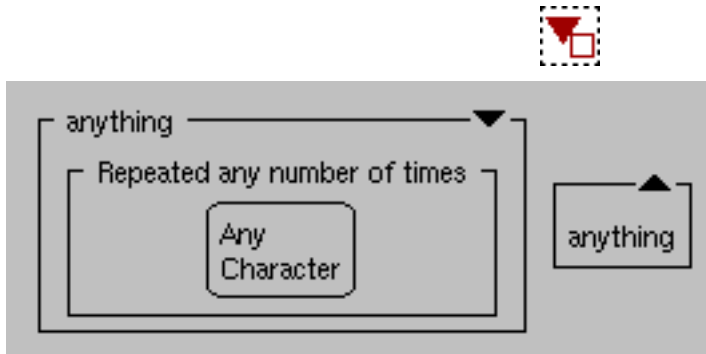 anything
Repeated any number of times
Any
Character
anything